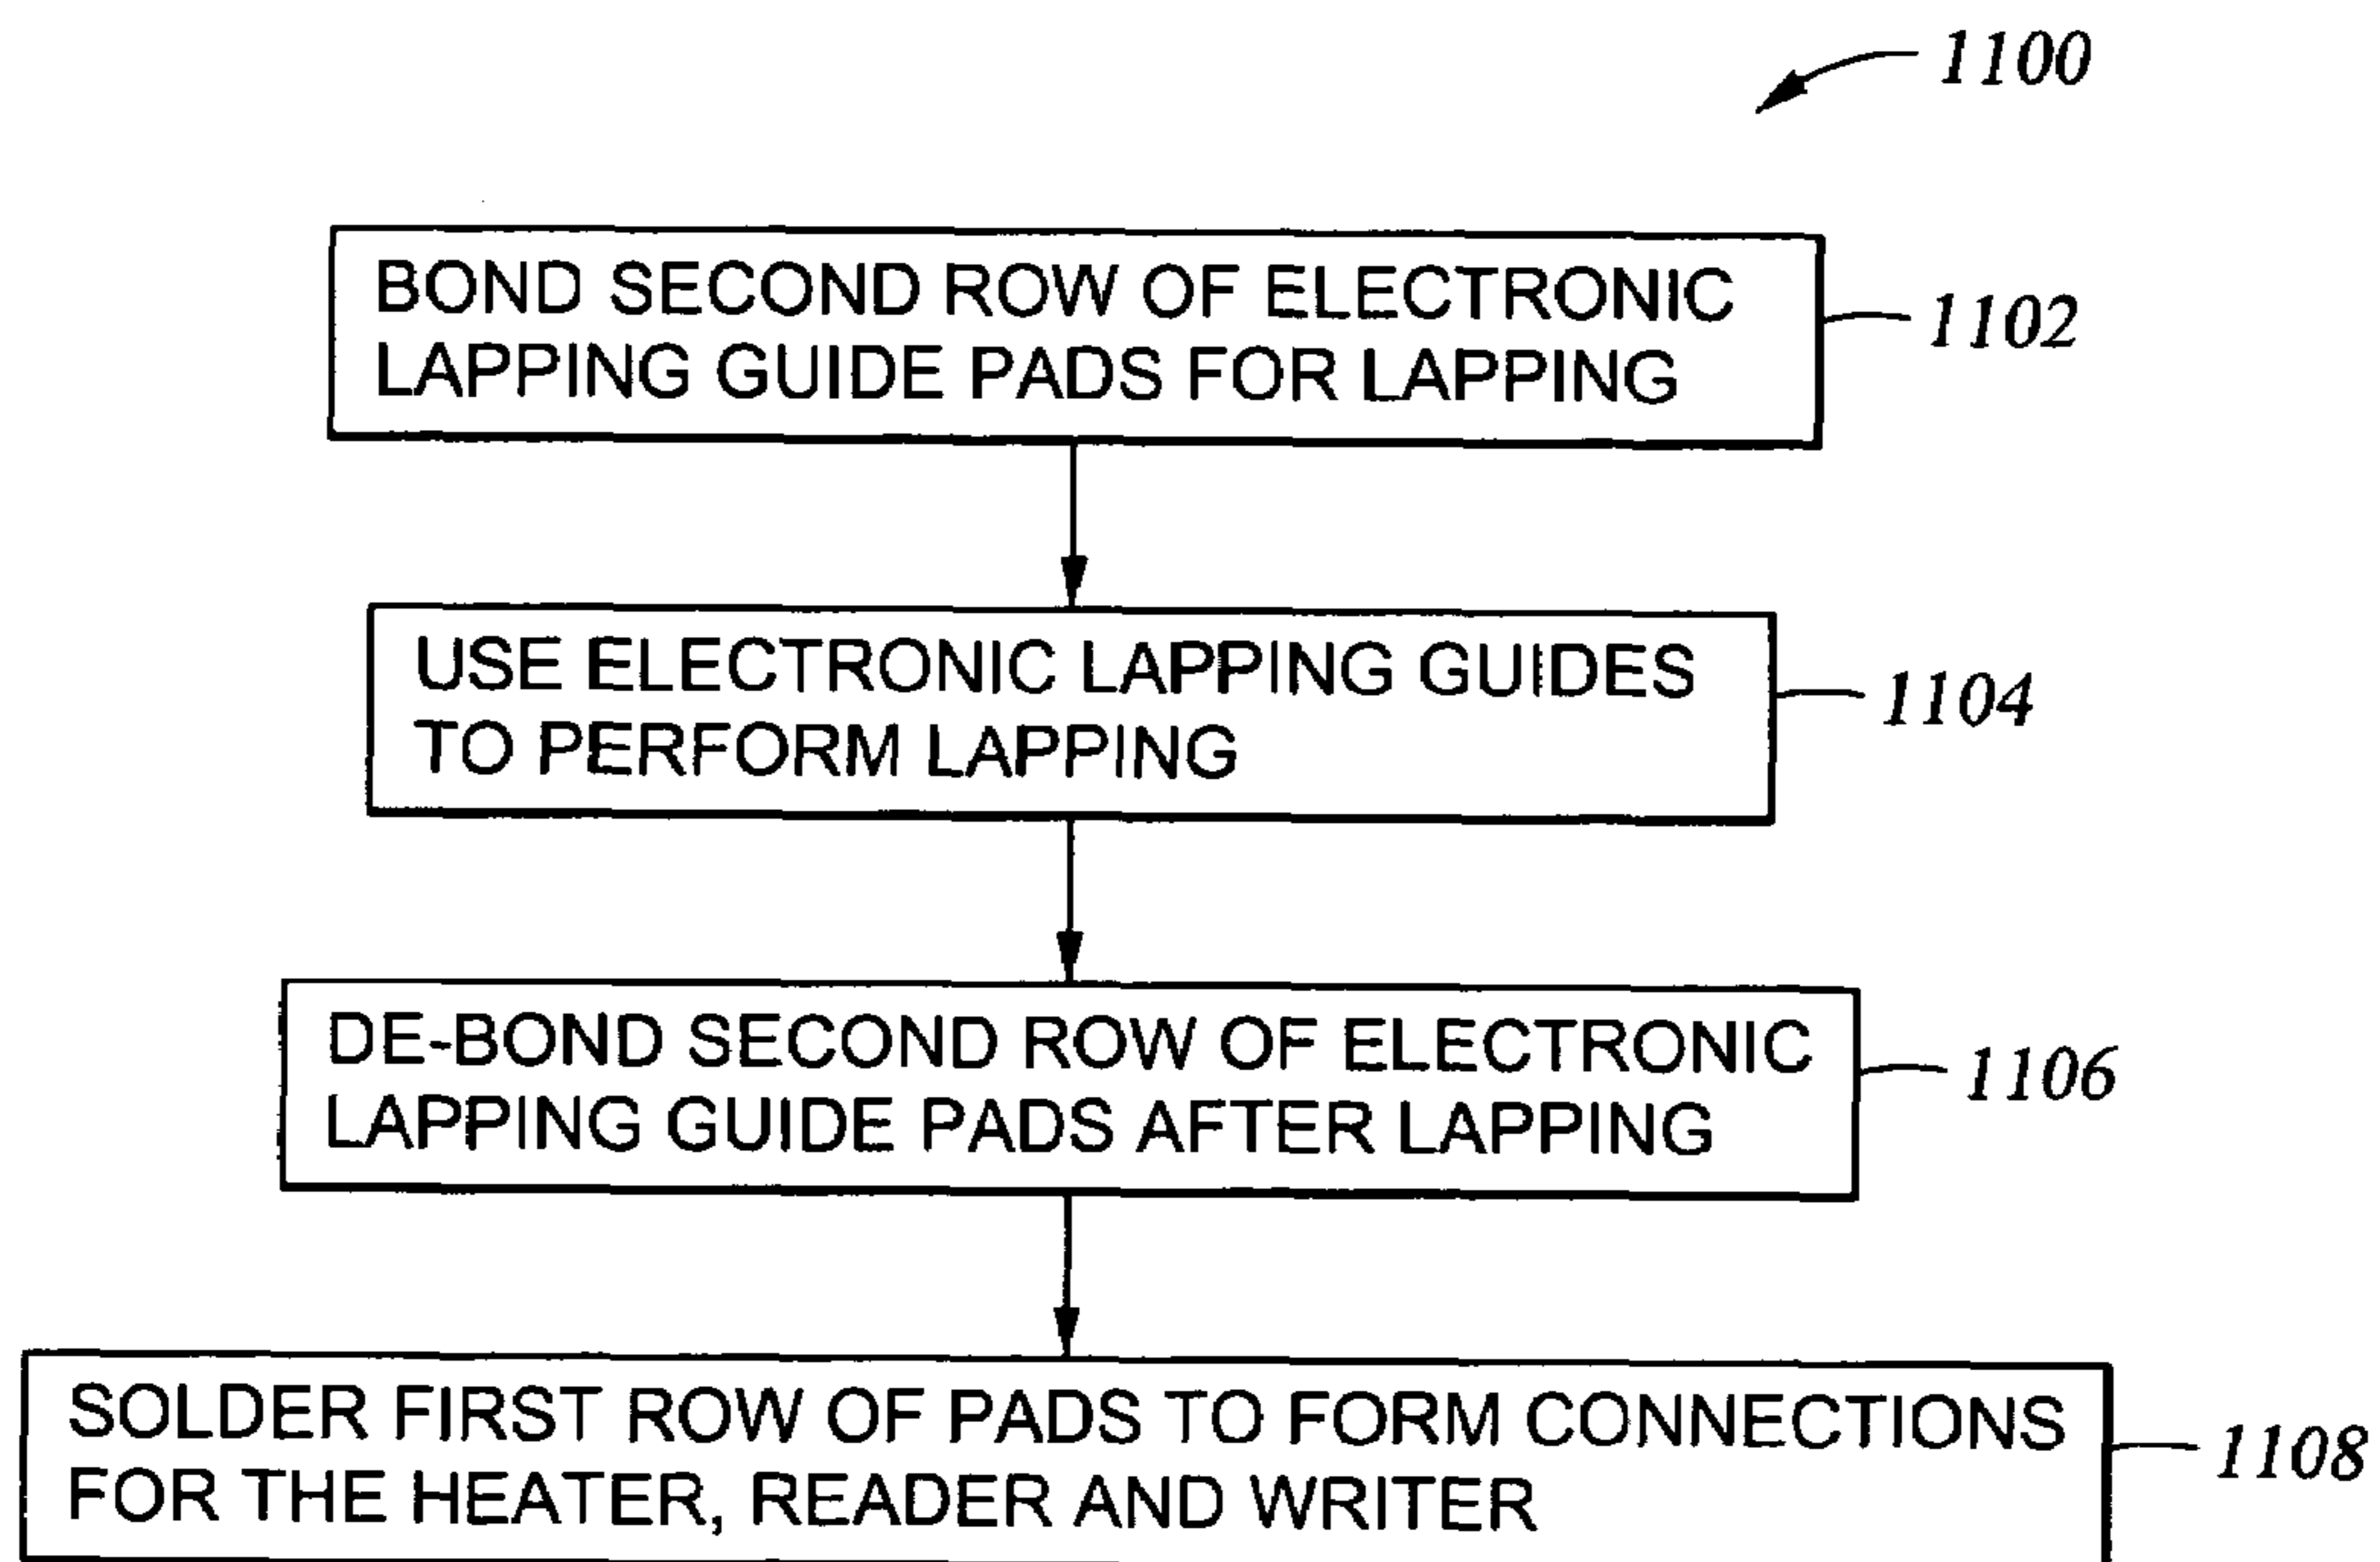 1100
BOND SECOND ROW OF ELECTRONIC
LAPPING GUIDE PADS FOR LAPPING
1102
USE ELECTRONIC LAPPING GUIDES
TO PERFORM LAPPING
1104
DE-BOND SECOND ROW OF ELECTRONIC
LAPPING GUIDE PADS AFTER LAPPING
1106
SOLDER FIRST ROW OF PADS TO FORM CONNECTIONS
FOR THE HEATER, READER AND WRITER
1108